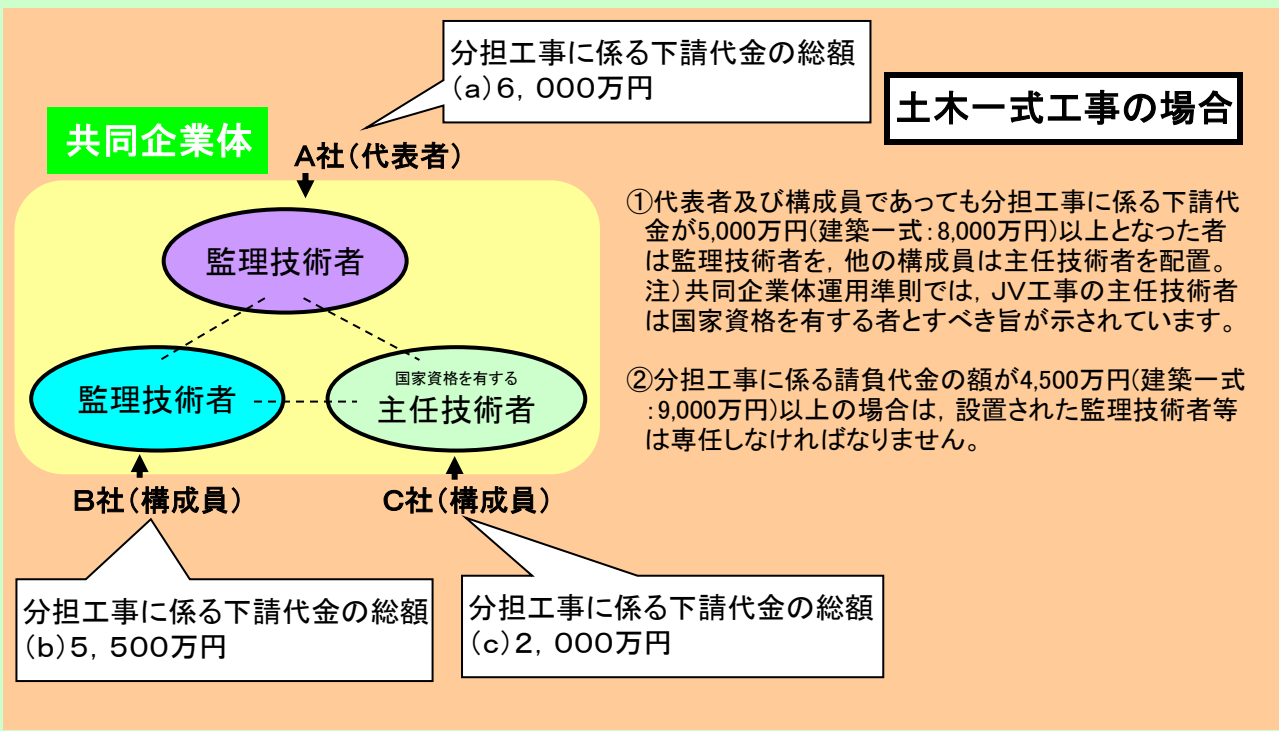 分担工事に係る下請代金の総額
(a)6，000万円
土木一式工事の場合
共同企業体
A社(代表者)
監理技術者
監理技術者
国家資格を有する
主任技術者
B社(構成員)
C社(構成員)
分担工事に係る下請代金の総額
(b)5，500万円
分担工事に係る下請代金の総額
(c)2，000万円
①代表者及び構成員であっても分担工事に係る下請代
金が5,000万円(建築一式:8,000万円)以上となった者
は監理技術者を，他の構成員は主任技術者を配置。
注)共同企業体運用準則では，JV工事の主任技術者
は国家資格を有する者とすべき旨が示されています。
②分担工事に係る請負代金の額が4,500万円(建築一式
:9,000万円)以上の場合は，設置された監理技術者等
は専任しなければなりません。